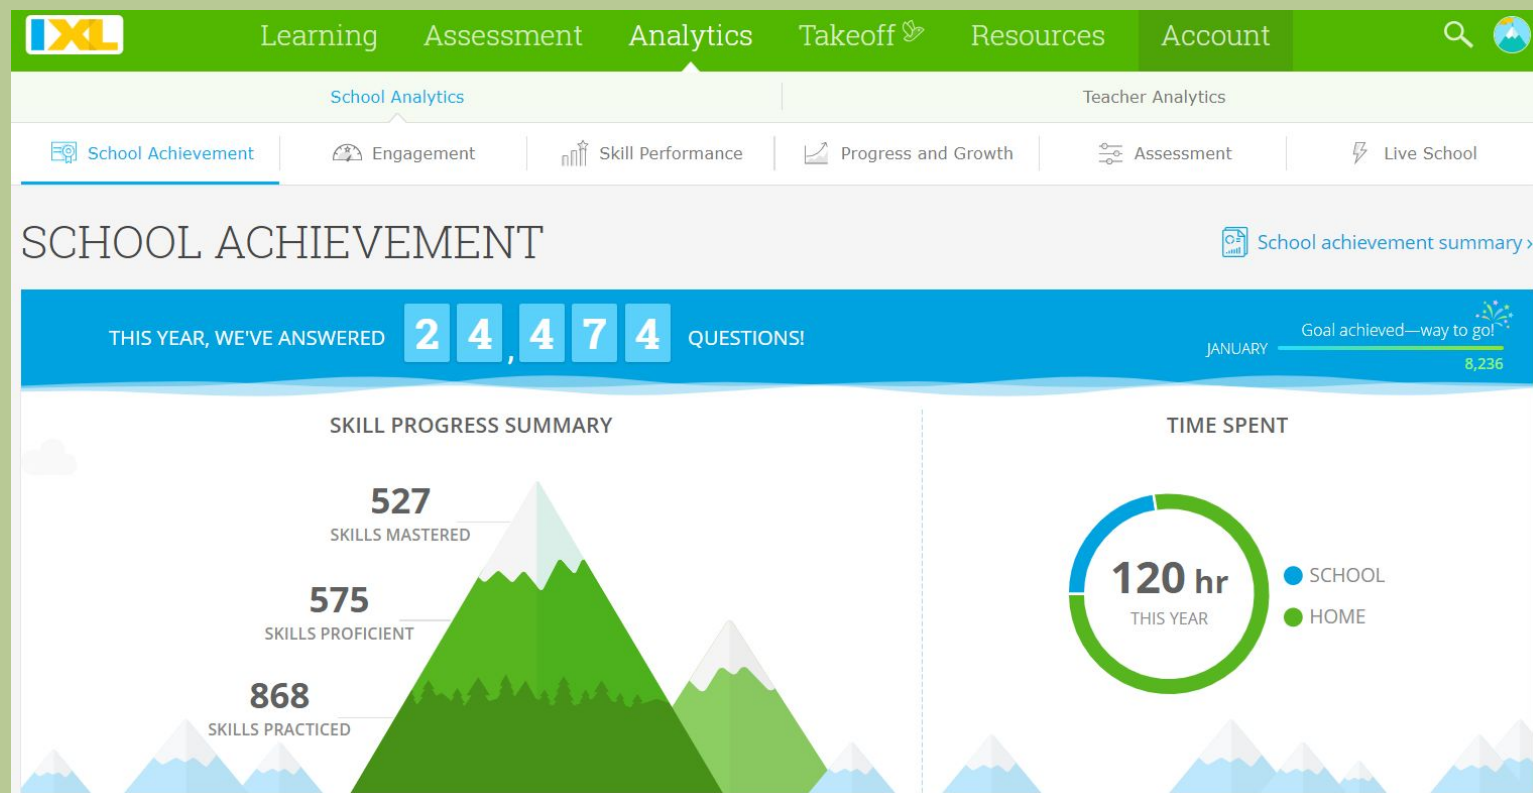 IXL Learning Assessment Analytics Takeoff Resources Account
School Analytics Teacher Analytics
School Achievement Engagement Skill Performance Progress and Growth Assessment Live School
SCHOOL ACHIEVEMENT
School achievement summary ›
THIS YEAR, WE'VE ANSWERED 24,474 QUESTIONS!
JANUARY Goal achieved—way to go!
8,236
SKILL PROGRESS SUMMARY
527
SKILLS MASTERED
575
SKILLS PROFICIENT
868
SKILLS PRACTICED
TIME SPENT
120 hr
THIS YEAR
SCHOOL
HOME